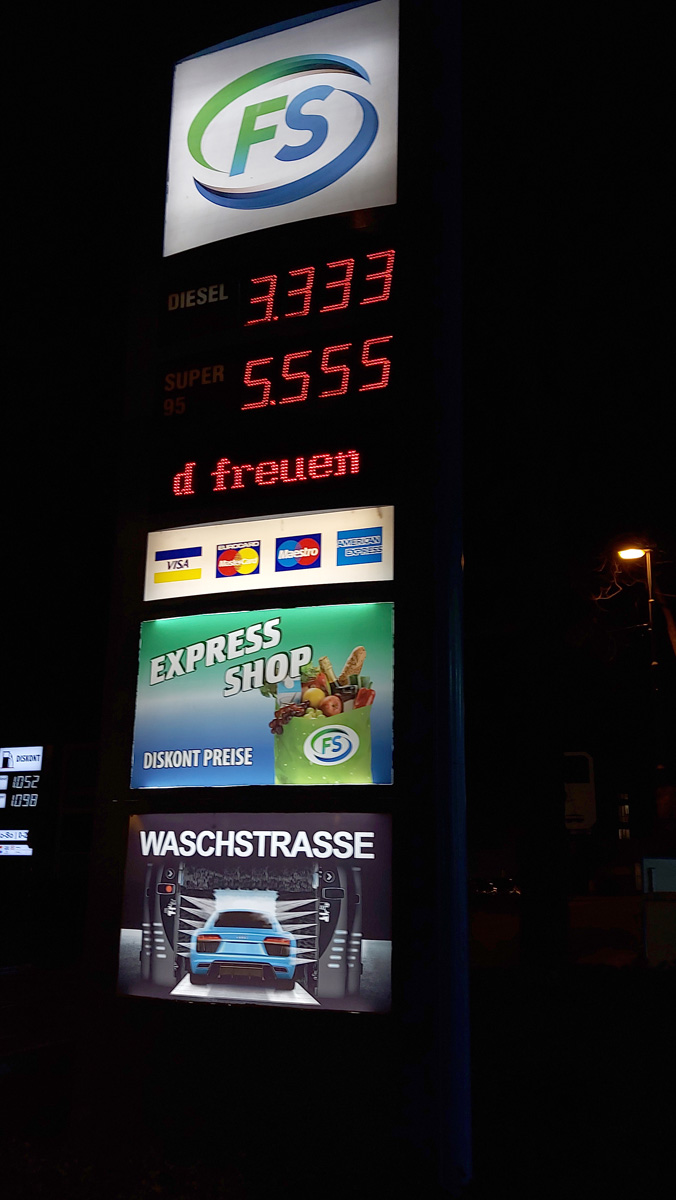 FS
DIESEL 3.333
SUPER
95
5.555
d freuen
VISA
EUROCARD
MasterCard
Maestro
AMERICAN
EXPRESS
EXPRESS
SHOP
FS
DISKONT PREISE
WASCHSTRASSE
DISKONT
1.052
1.098